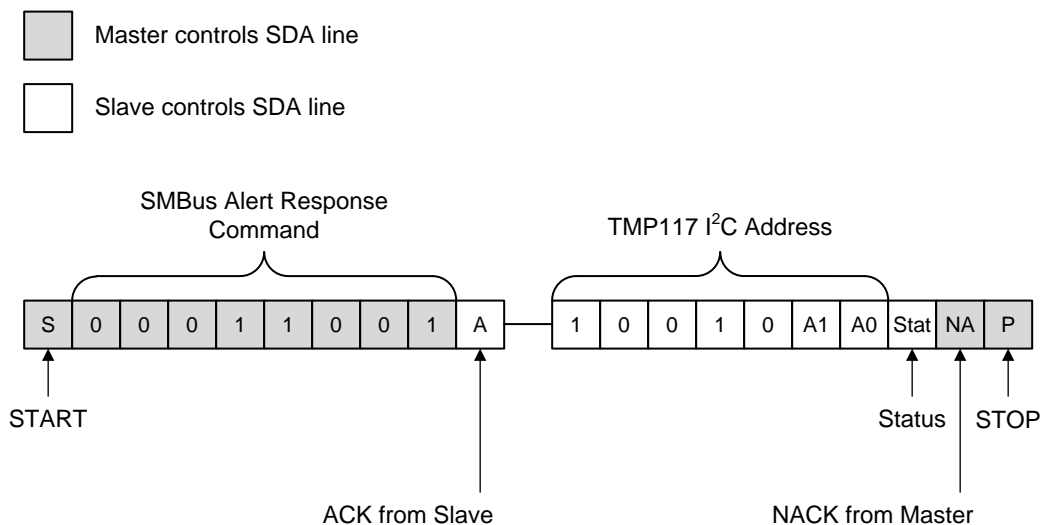 Master controls SDA line
Slave controls SDA line
SMBus Alert Response
Command
TMP117 I²C Address
S 0 0 0 1 1 0 0 1 A 1 0 0 1 0 A1 A0 Stat NA P
START
Status
STOP
ACK from Slave
NACK from Master